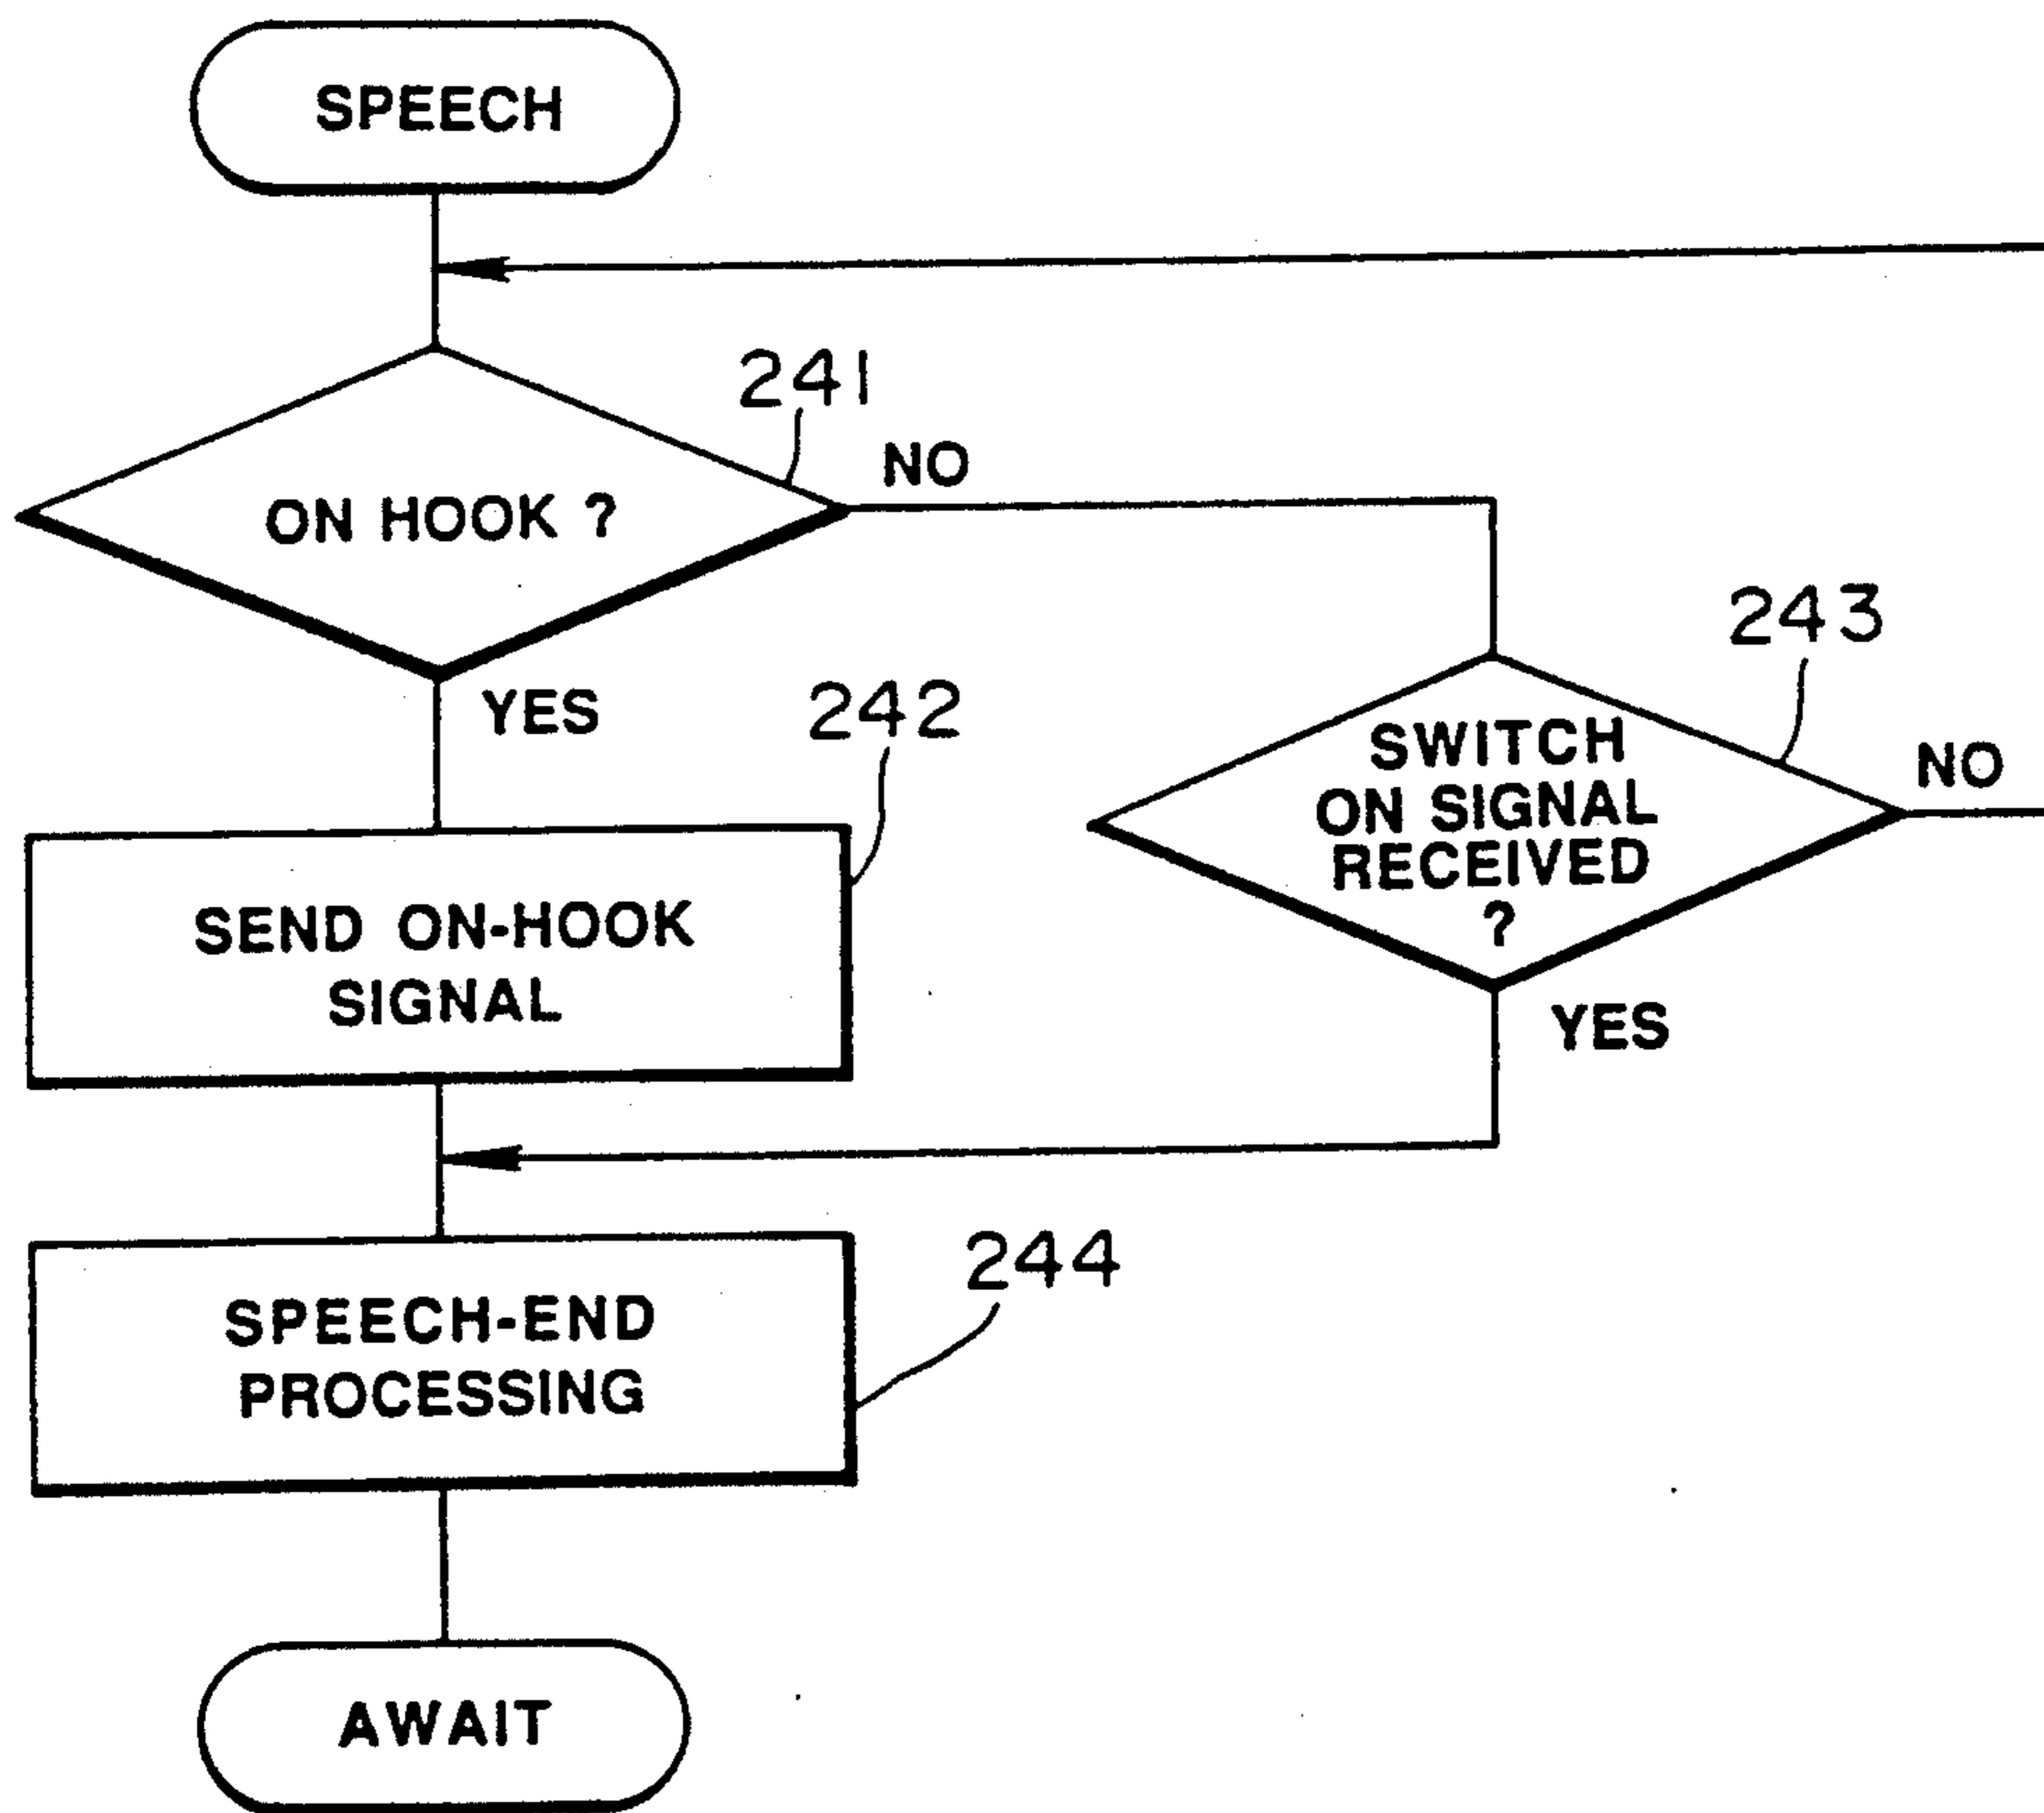 SPEECH
241
NO
ON HOOK ?
YES
243
242
SWITCH
ON SIGNAL
RECEIVED
?
NO
YES
SEND ON-HOOK
SIGNAL
244
SPEECH-END
PROCESSING
AWAIT